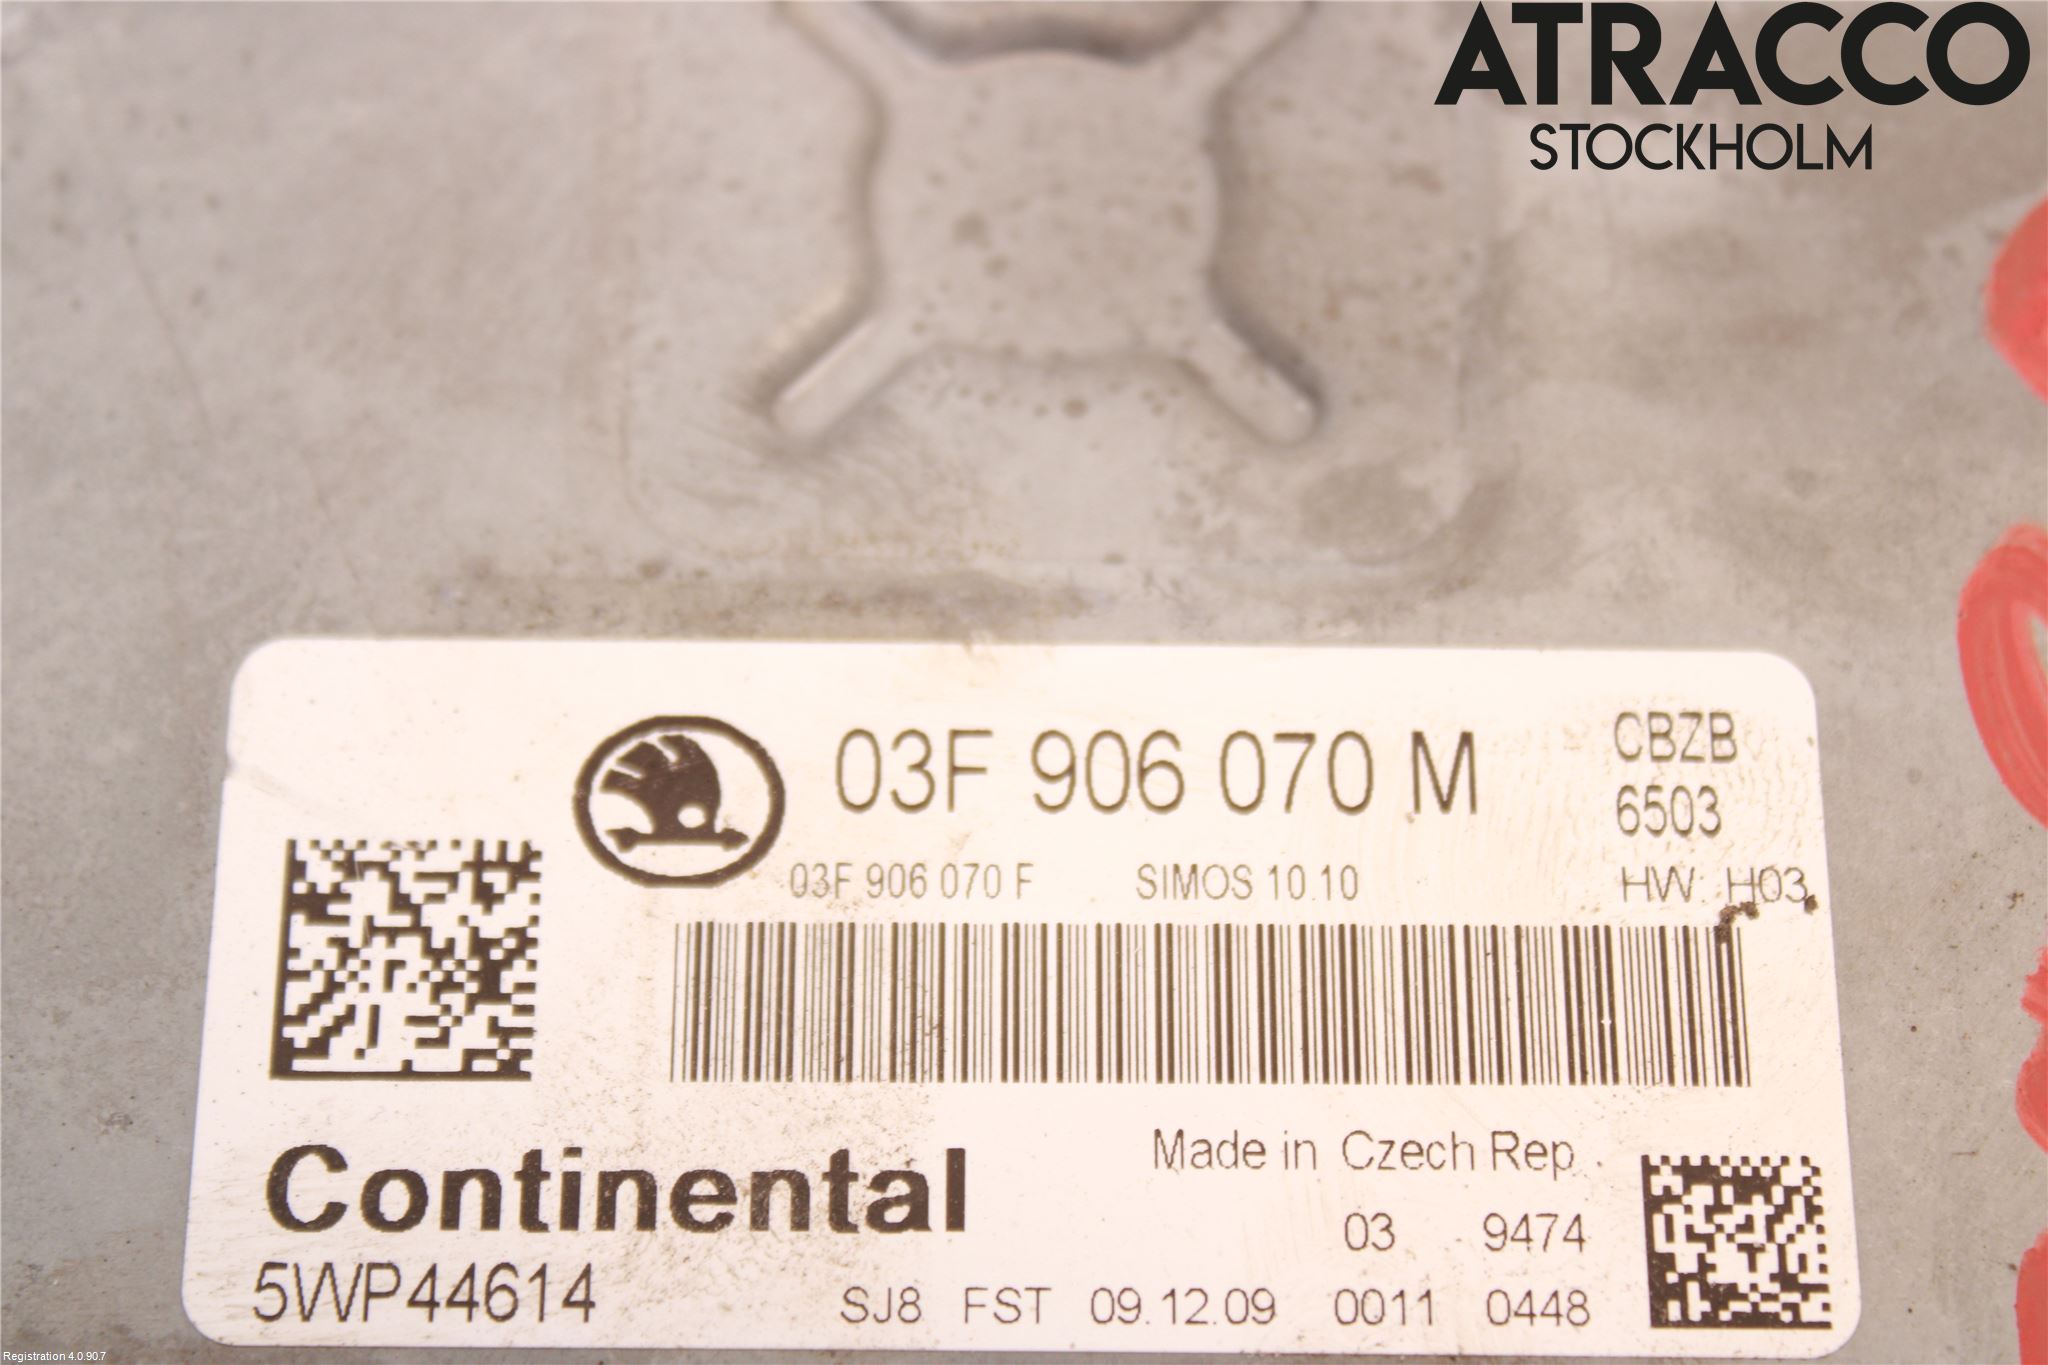 ATRACCO
STOCKHOLM
03F 906 070 M
CBZB
6503
03F 906 070 F SIMOS 10.10 HW: H03
Continental
Made in Czech Rep.
03 9474
5WP44614
SJ8 FST 09.12.09 0011 0448
Registration 4.0.90.7